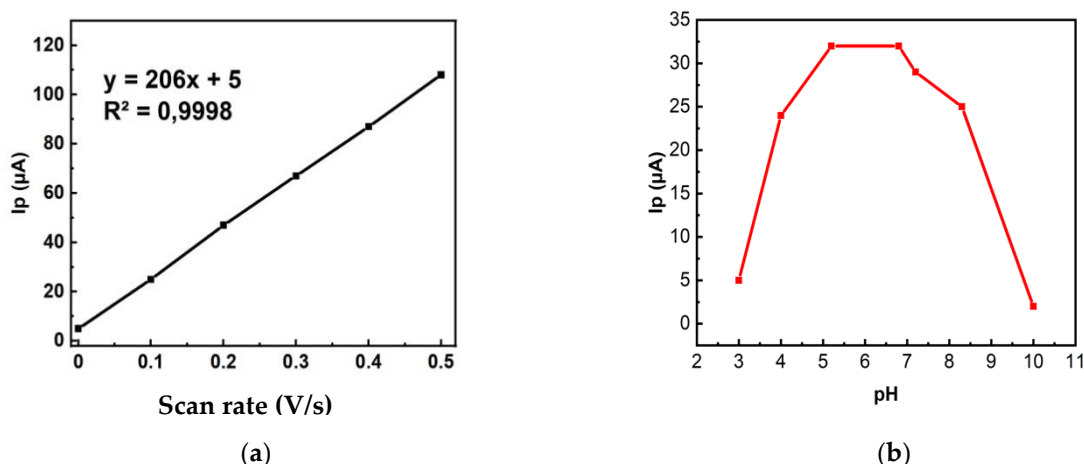 y = 206x + 5
R² = 0,9998
Ip (µA)
120
100
80
60
40
20
0
0 0.1 0.2 0.3 0.4 0.5
Scan rate (V/s)
(a)
Ip (µA)
35
30
25
20
15
10
5
0
2 3 4 5 6 7 8 9 10 11
pH
(b)